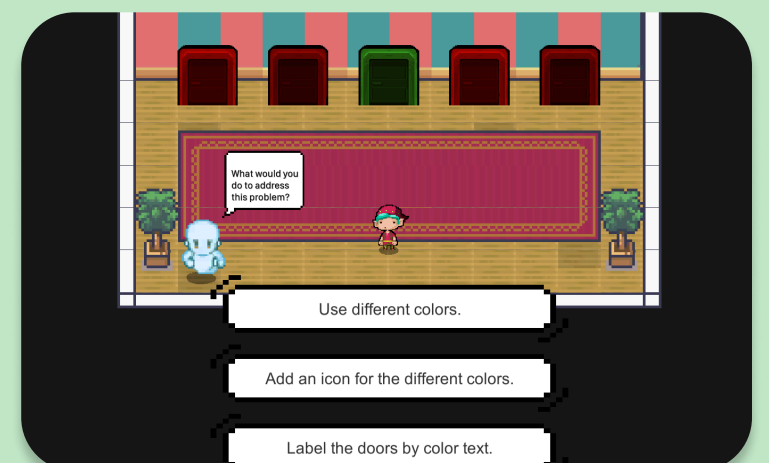 What would you
do to address
this problem?
Use different colors.
Add an icon for the different colors.
Label the doors by color text.